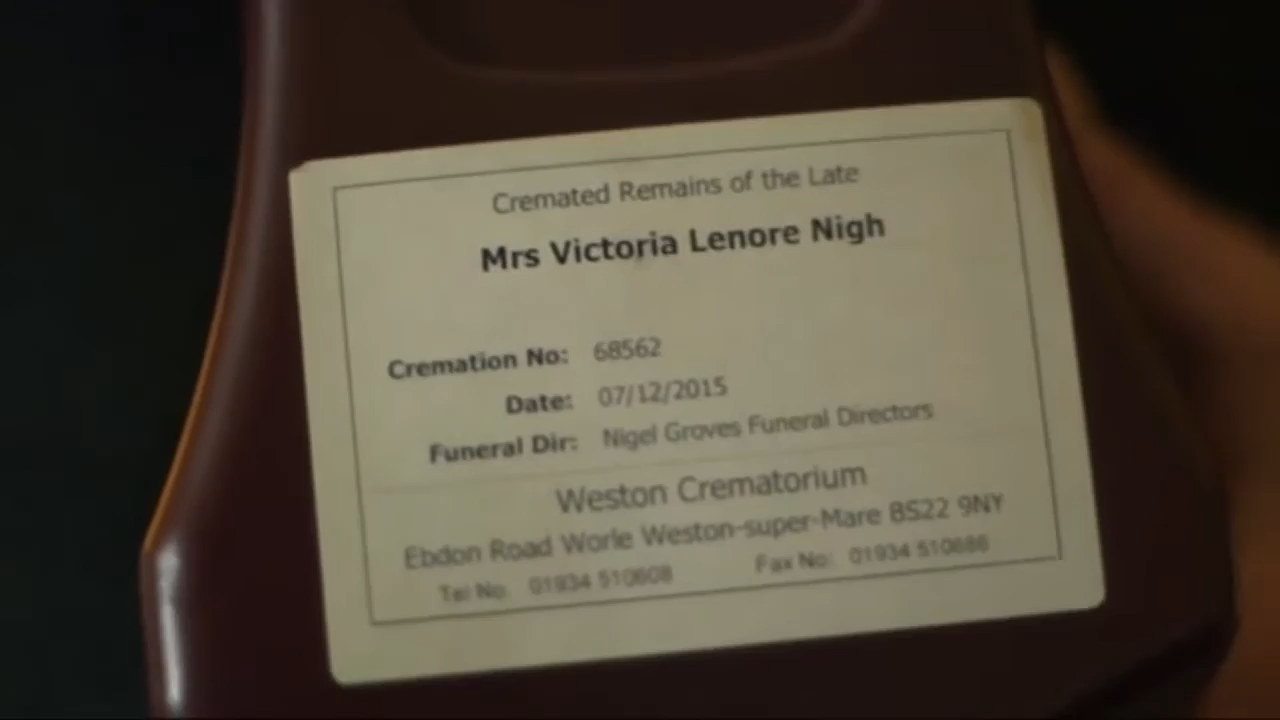 Cremated Remains of the Late
Mrs Victoria Lenore Nigh
Cremation No: 68562
Date: 07/12/2015
Funeral Dir: Nigel Groves Funeral Directors
Weston Crematorium
Ebdon Road Worle Weston-super-Mare BS22 9NY
Tel No. 01934 Fax No: 01934